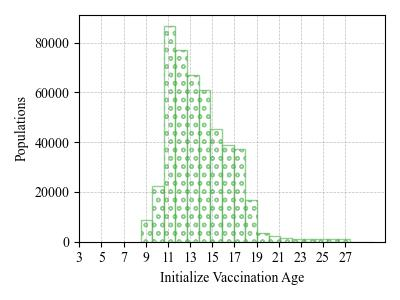 80000
60000
40000
20000
0
Populations
3 5 7 9 11 13 15 17 19 21 23 25 27
Initialize Vaccination Age